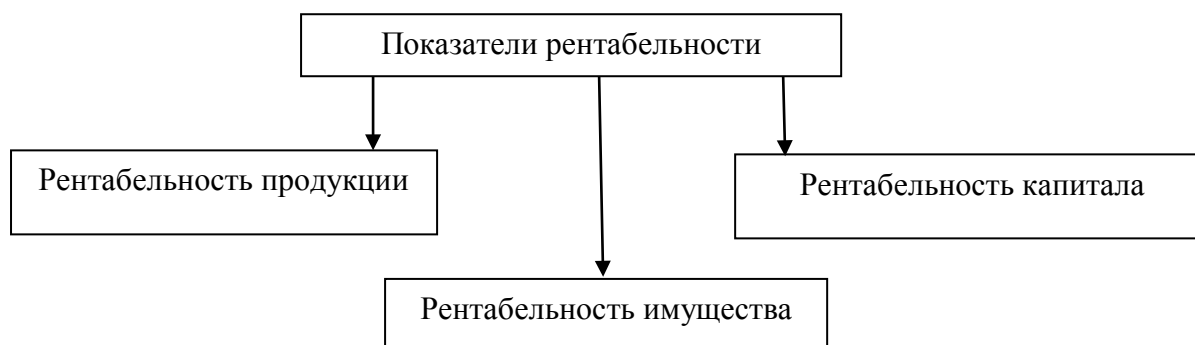 Показатели рентабельности
Рентабельность продукции
Рентабельность капитала
Рентабельность имущества